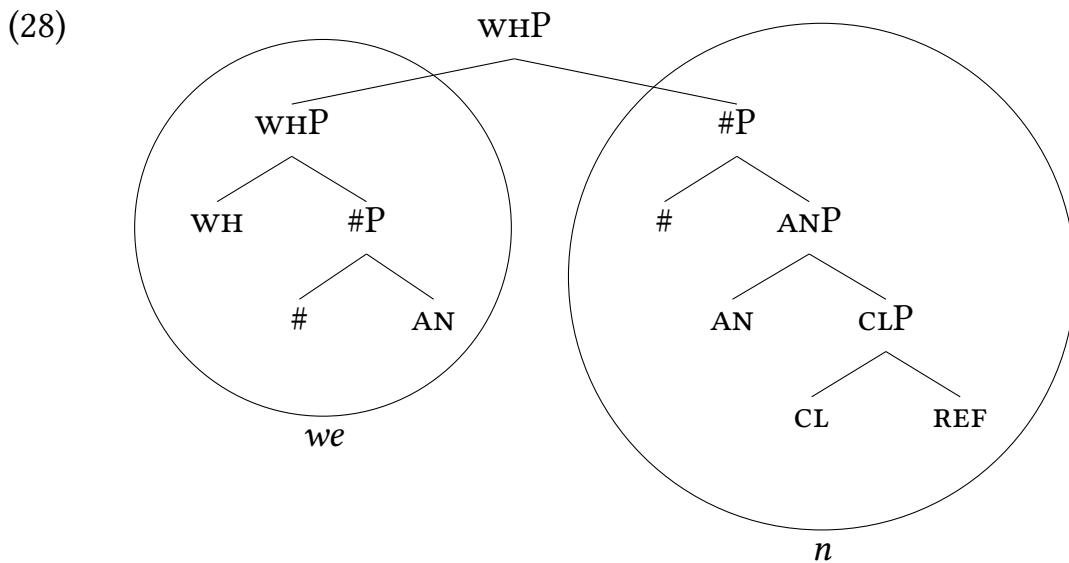 (28)
WHP
WHP #P
WH #P # ANP
# AN AN CLP
CL REF
we
n